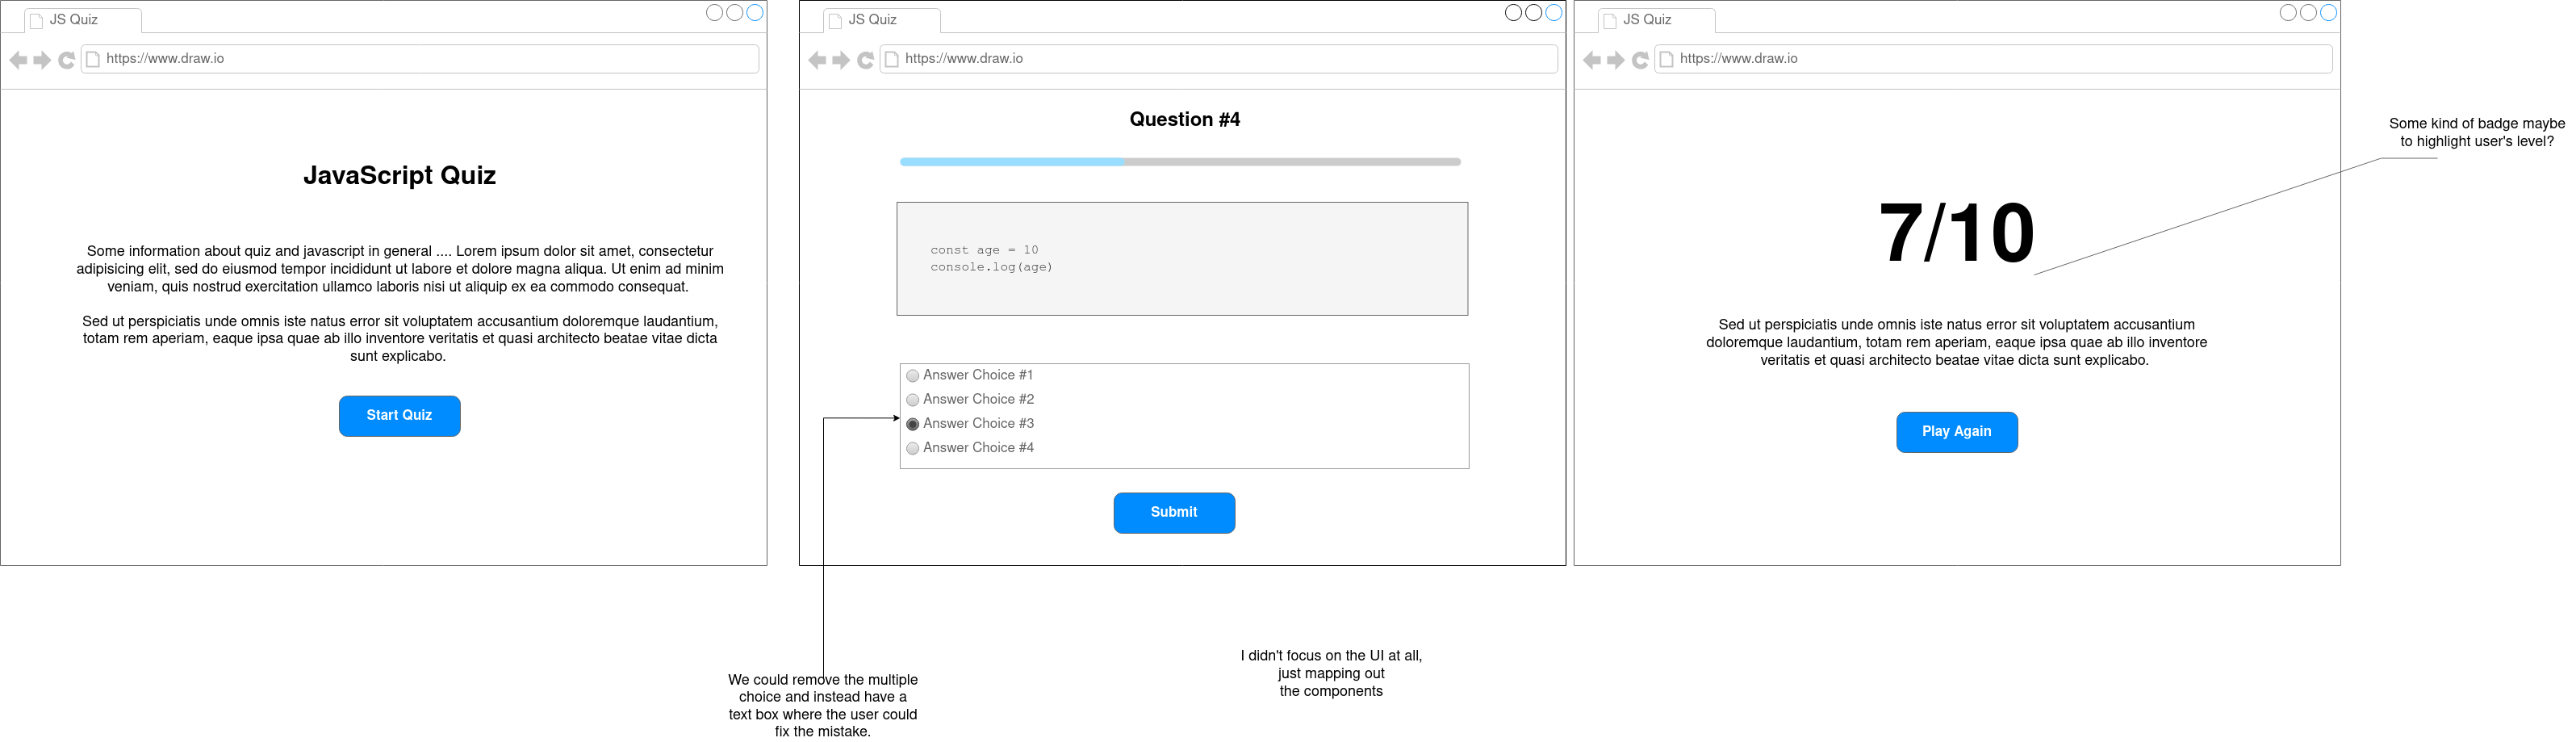 JS Quiz
https://www.draw.io
JavaScript Quiz
Some information about quiz and javascript in general .... Lorem ipsum dolor sit amet, consectetur
adipisicing elit, sed do eiusmod tempor incididunt ut labore et dolore magna aliqua. Ut enim ad minim
veniam, quis nostrud exercitation ullamco laboris nisi ut aliquip ex ea commodo consequat.
Sed ut perspiciatis unde omnis iste natus error sit voluptatem accusantium doloremque laudantium,
totam rem aperiam, eaque ipsa quae ab illo inventore veritatis et quasi architecto beatae vitae dicta
sunt explicabo.
Start Quiz
JS Quiz
https://www.draw.io
Question #4
const age = 10
console.log(age)
Answer Choice #1
Answer Choice #2
Answer Choice #3
Answer Choice #4
Submit
We could remove the multiple
choice and instead have a
text box where the user could
fix the mistake.
I didn't focus on the UI at all,
just mapping out
the components
JS Quiz
https://www.draw.io
7/10
Sed ut perspiciatis unde omnis iste natus error sit voluptatem accusantium
doloremque laudantium, totam rem aperiam, eaque ipsa quae ab illo inventore
veritatis et quasi architecto beatae vitae dicta sunt explicabo.
Play Again
Some kind of badge maybe
to highlight user's level?